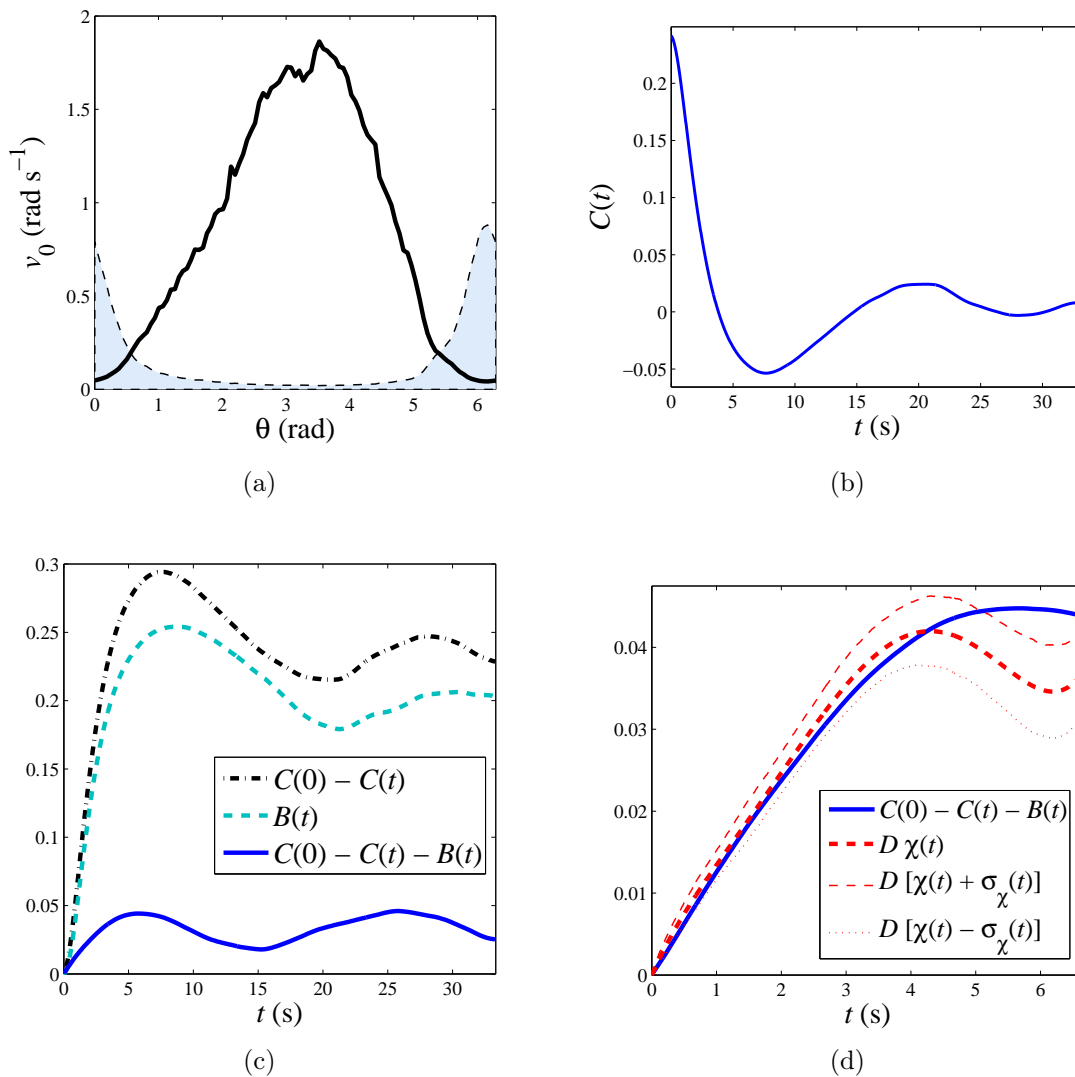 2
1.5
1
0.5
0
v₀ (rad s⁻¹)
0 1 2 3 4 5 6
θ (rad)
(a)
0.2
0.15
0.1
0.05
0
−0.05
C(t)
0 5 10 15 20 25 30
t (s)
(b)
0.3
0.25
0.2
0.15
0.1
0.05
0
C(0) − C(t)
B(t)
C(0) − C(t) − B(t)
0 5 10 15 20 25 30
t (s)
(c)
0.04
0.03
0.02
0.01
0
C(0) − C(t) − B(t)
D χ(t)
D [χ(t) + σ_χ(t)]
D [χ(t) − σ_χ(t)]
0 1 2 3 4 5 6
t (s)
(d)